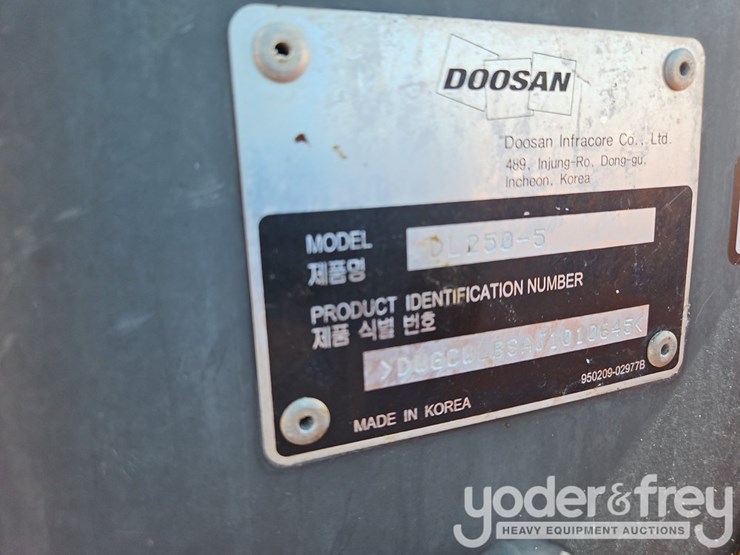 DOOSAN
Doosan Infracore Co., Ltd.
489, Injung-Ro, Dong-gu,
Incheon, Korea
MODEL
제품명
DL250-5
PRODUCT IDENTIFICATION NUMBER
제품 식별 번호
950209-02977B
MADE IN KOREA
yoder&frey
HEAVY EQUIPMENT AUCTIONS